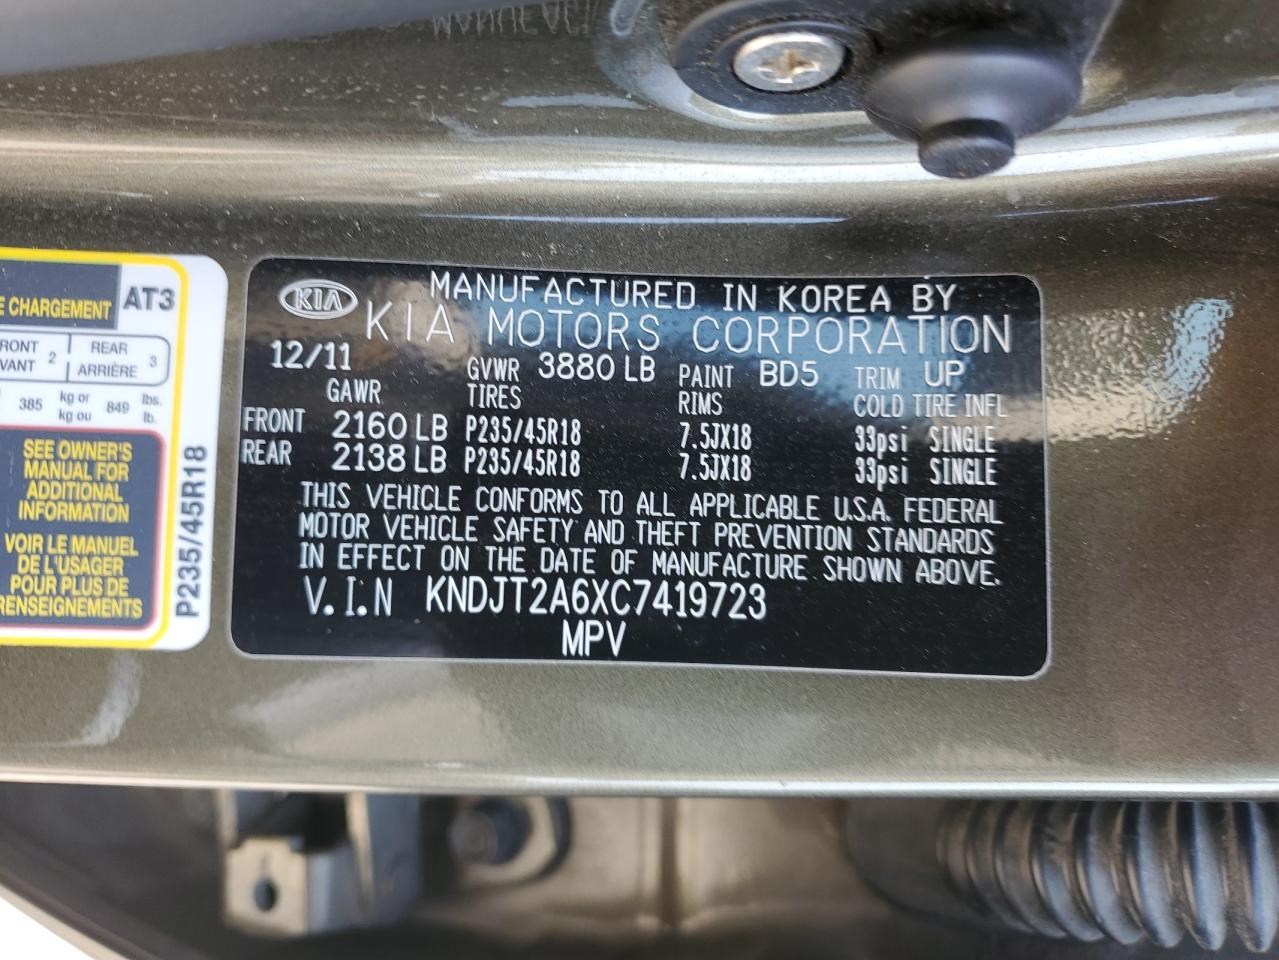 KIA
MANUFACTURED IN KOREA BY
KIA MOTORS CORPORATION
12/11 GVWR 3880 LB PAINT BD5 TRIM UP
GAWR TIRES RIMS COLD TIRE INFL
FRONT 2160 LB P235/45R18 7.5JX18 33psi SINGLE
REAR 2138 LB P235/45R18 7.5JX18 33psi SINGLE
THIS VEHICLE CONFORMS TO ALL APPLICABLE U.S.A. FEDERAL
MOTOR VEHICLE SAFETY AND THEFT PREVENTION STANDARDS
IN EFFECT ON THE DATE OF MANUFACTURE SHOWN ABOVE.
V.I.N KNDJT2A6XC7419723
MPV
CHARGEMENT AT3
FRONT 2 REAR 3
ARRIÈRE
385 kg or 849 lbs.
kg ou lb.
SEE OWNER'S
MANUAL FOR
ADDITIONAL
INFORMATION
VOIR LE MANUEL
DE L'USAGER
POUR PLUS DE
RENSEIGNEMENTS
P235/45R18